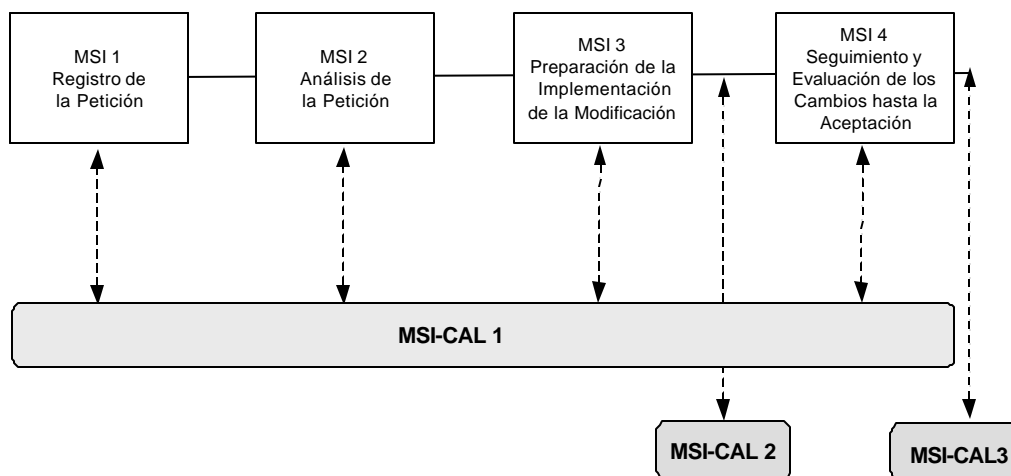 MSI 1
Registro de
la Petición
MSI 2
Análisis de
la Petición
MSI 3
Preparación de la
Implementación
de la Modificación
MSI 4
Seguimiento y
Evaluación de los
Cambios hasta la
Aceptación
MSI-CAL 1
MSI-CAL 2
MSI-CAL3